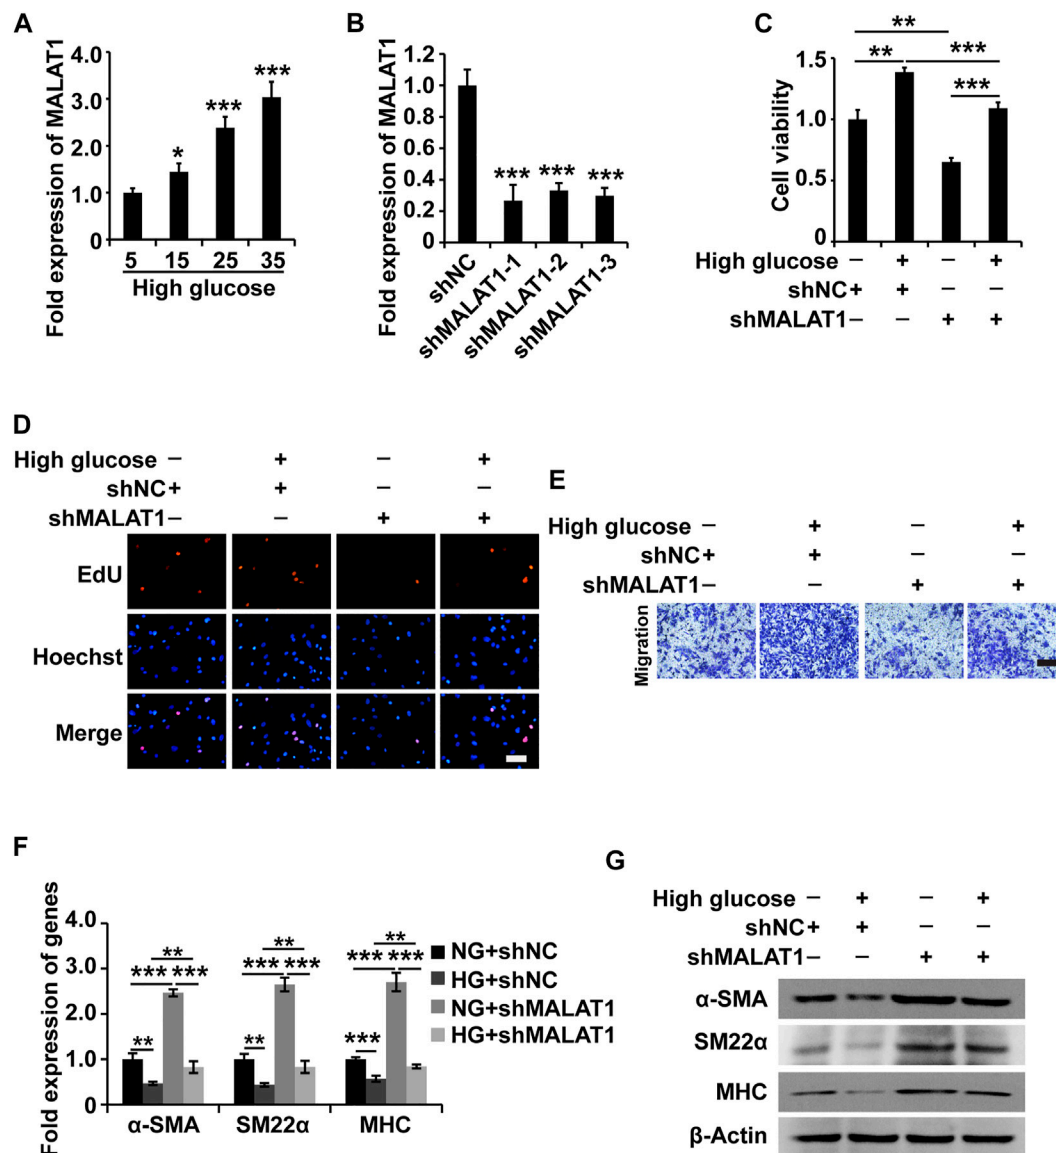 A
Fold expression of MALAT1
4.0
3.0
2.0
1.0
0
* *** ***
5 15 25 35
High glucose
B
Fold expression of MALAT1
1.2
1.0
0.8
0.6
0.4
0.2
0
*** *** ***
shNC
shMALAT1-1
shMALAT1-2
shMALAT1-3
C
Cell viability
1.5
1.0
0.5
0
**
** ***
***
High glucose – + – +
shNC + + – –
shMALAT1 – – + +
D
High glucose – + – +
shNC + + – –
shMALAT1 – – + +
EdU
Hoechst
Merge
E
High glucose – + – +
shNC + + – –
shMALAT1 – – + +
Migration
F
Fold expression of genes
4.0
3.0
2.0
1.0
0
** ** **
*** *** *** *** *** ***
** ** ***
α-SMA SM22α MHC
NG+shNC
HG+shNC
NG+shMALAT1
HG+shMALAT1
G
High glucose – + – +
shNC + + – –
shMALAT1 – – + +
α-SMA
SM22α
MHC
β-Actin